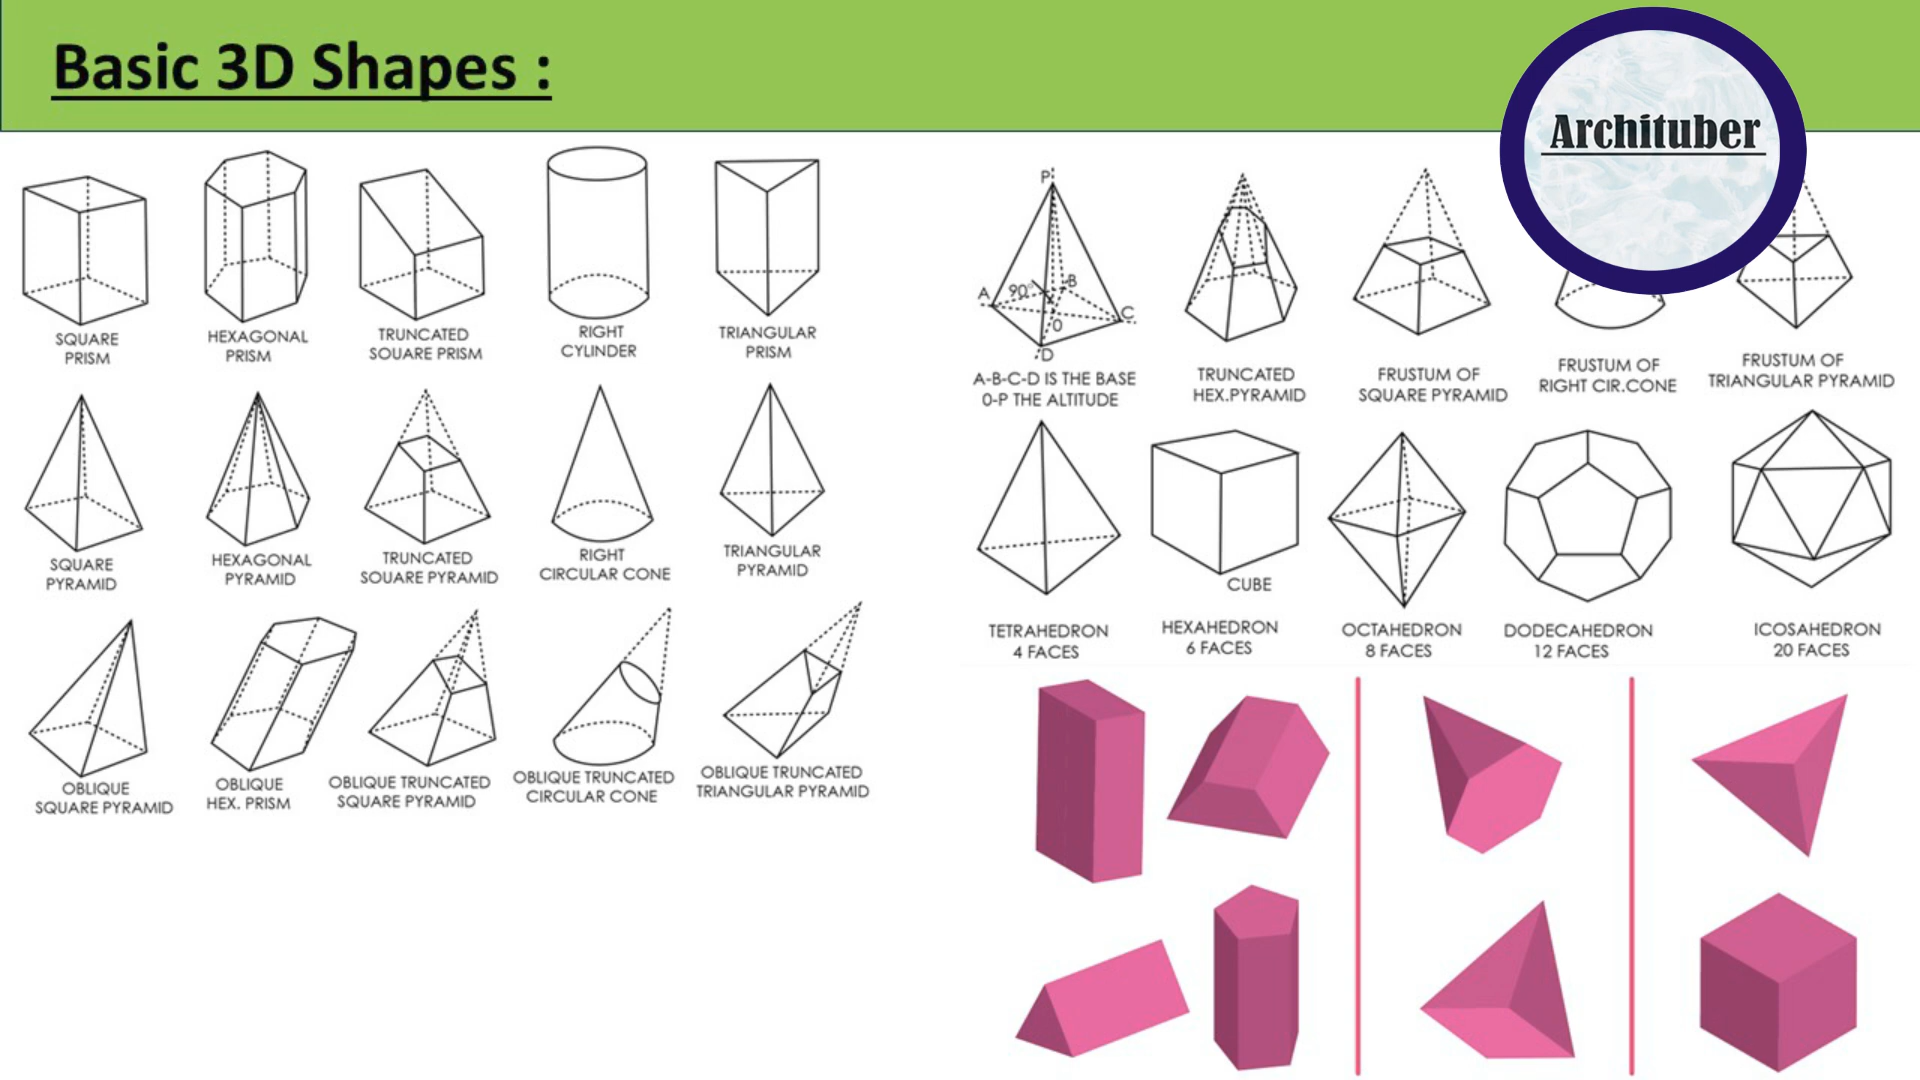 Basic 3D Shapes :
Archituber
SQUARE
PRISM
HEXAGONAL
PRISM
TRUNCATED
SOUARE PRISM
RIGHT
CYLINDER
TRIANGULAR
PRISM
P
A
90°
B
C
0
D
A-B-C-D IS THE BASE
0-P THE ALTITUDE
TRUNCATED
HEX.PYRAMID
FRUSTUM OF
SQUARE PYRAMID
FRUSTUM OF
RIGHT CIR.CONE
FRUSTUM OF
TRIANGULAR PYRAMID
SQUARE
PYRAMID
HEXAGONAL
PYRAMID
TRUNCATED
SOUARE PYRAMID
RIGHT
CIRCULAR CONE
TRIANGULAR
PYRAMID
TETRAHEDRON
4 FACES
CUBE
HEXAHEDRON
6 FACES
OCTAHEDRON
8 FACES
DODECAHEDRON
12 FACES
ICOSAHEDRON
20 FACES
OBLIQUE
SQUARE PYRAMID
OBLIQUE
HEX. PRISM
OBLIQUE TRUNCATED
SQUARE PYRAMID
OBLIQUE TRUNCATED
CIRCULAR CONE
OBLIQUE TRUNCATED
TRIANGULAR PYRAMID